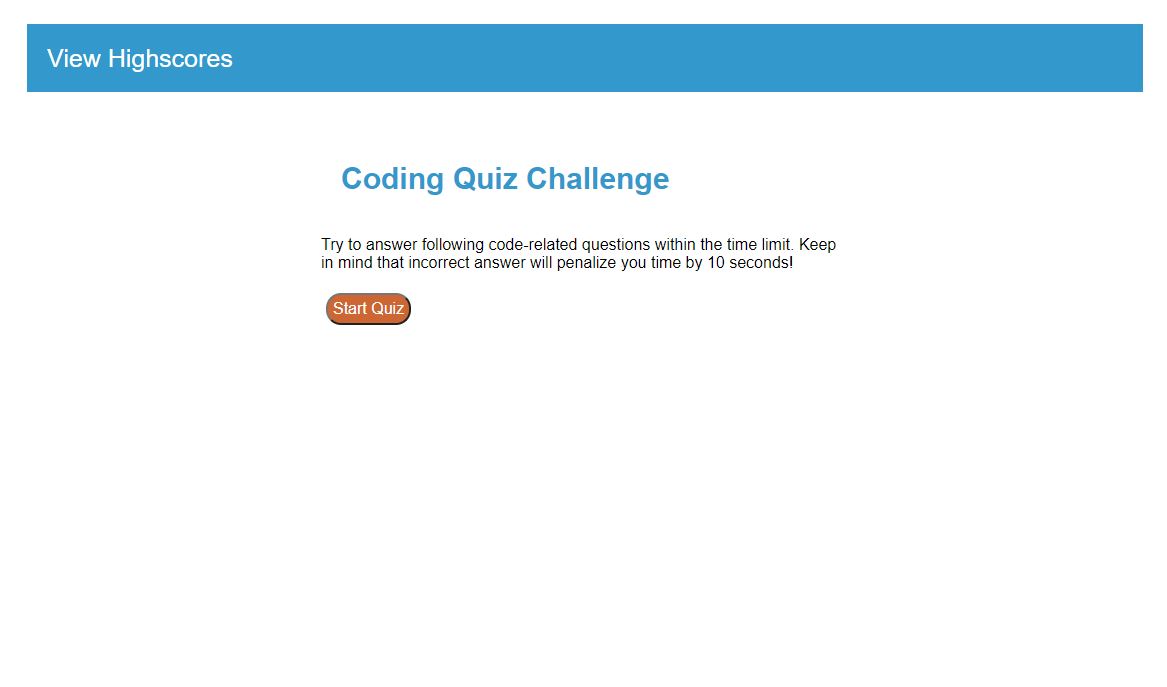 View Highscores
Coding Quiz Challenge
Try to answer following code-related questions within the time limit. Keep
in mind that incorrect answer will penalize you time by 10 seconds!
Start Quiz